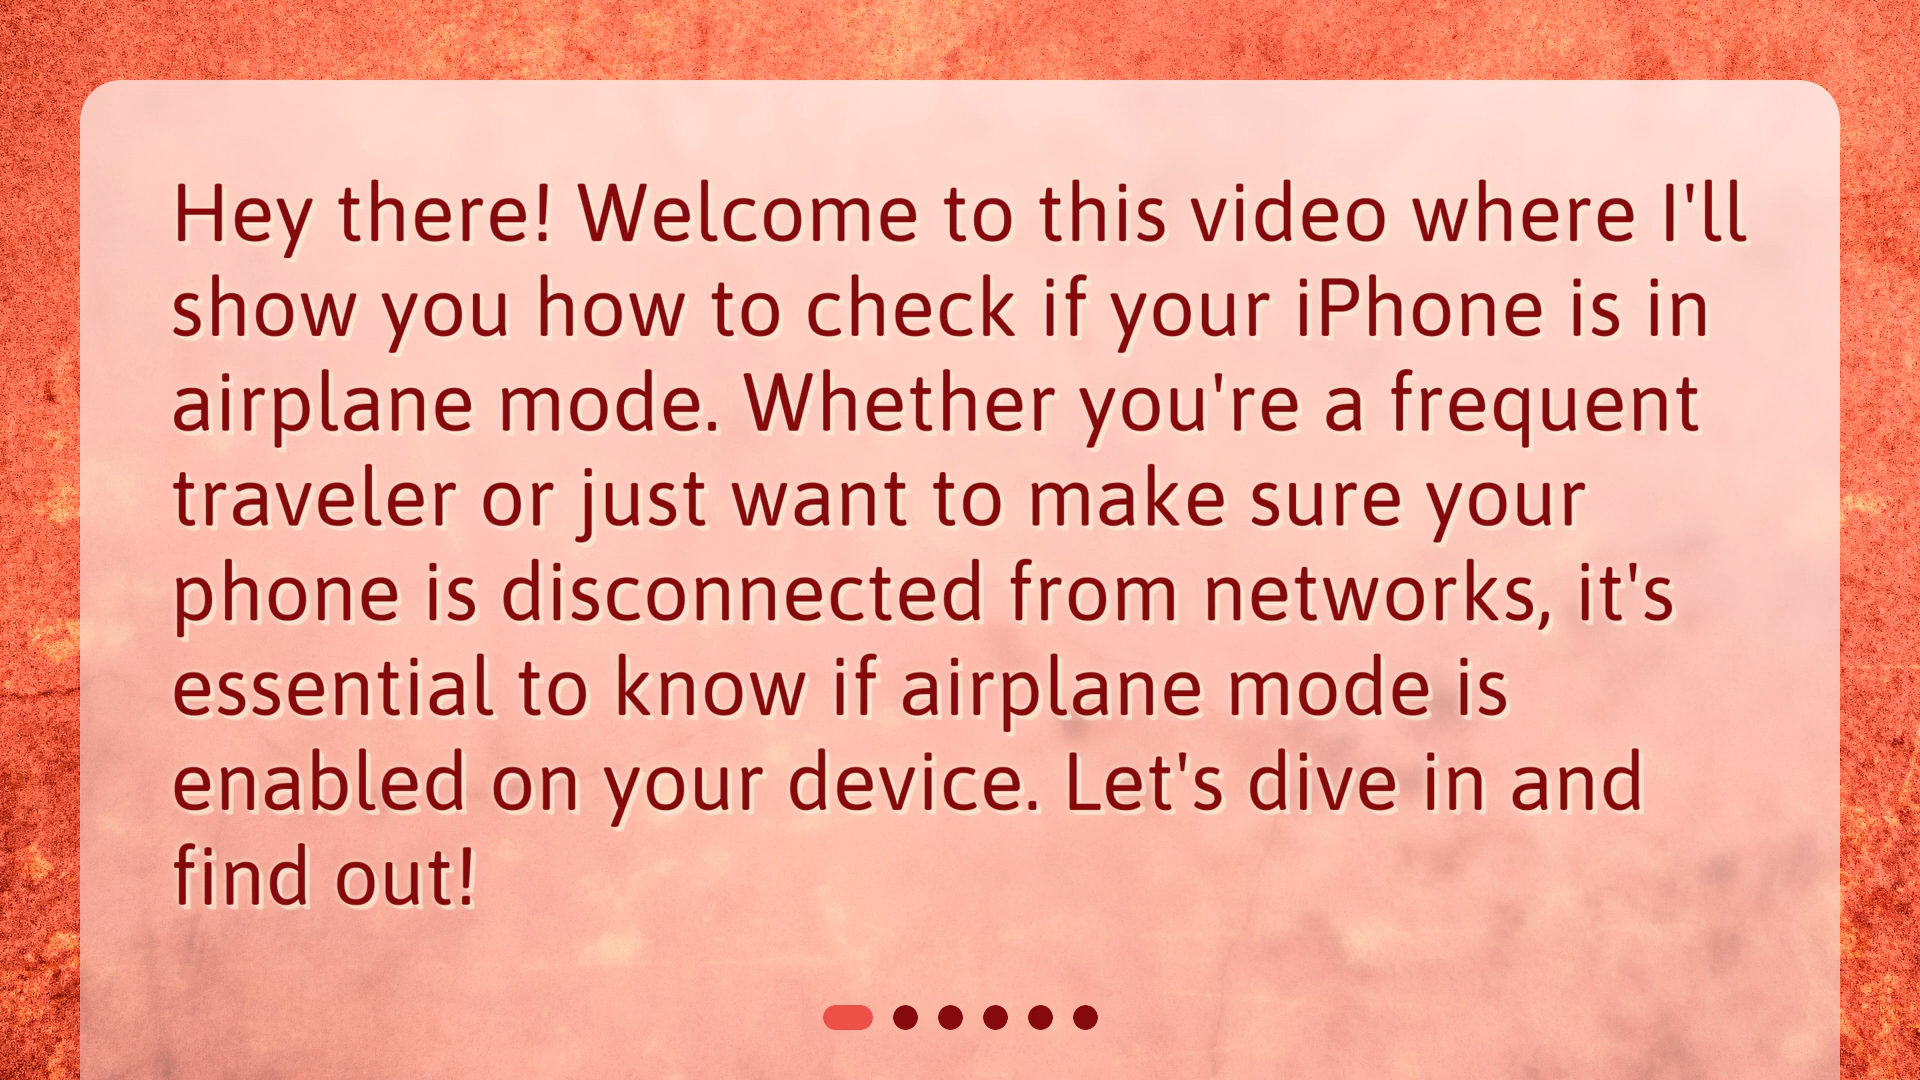 Hey there! Welcome to this video where I'll
show you how to check if your iPhone is in
airplane mode. Whether you're a frequent
traveler or just want to make sure your
phone is disconnected from networks, it's
essential to know if airplane mode is
enabled on your device. Let's dive in and
find out!